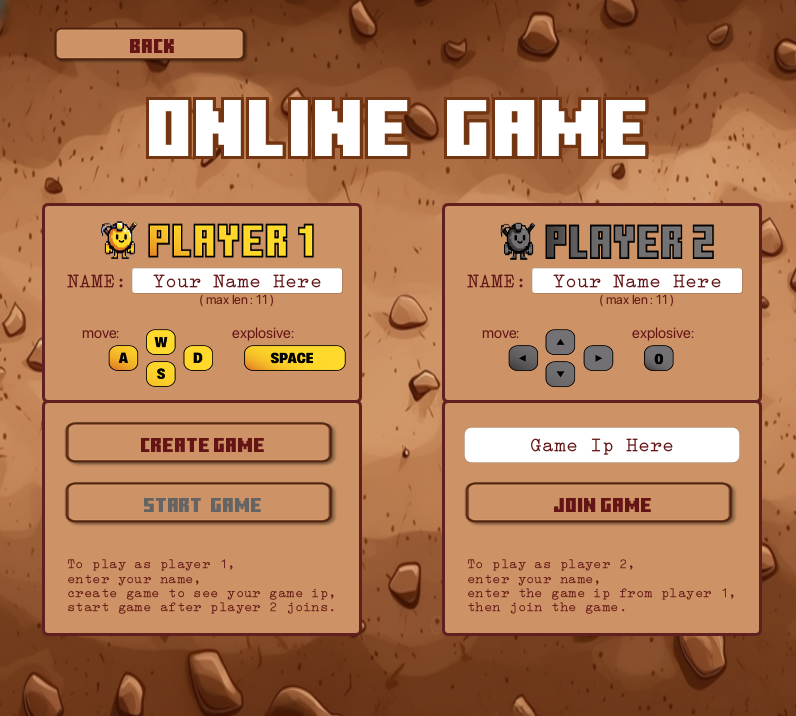 BACK
ONLINE GAME
PLAYER 1
NAME: Your Name Here
( max len : 11 )
move: explosive:
W
A D SPACE
S
CREATE GAME
START GAME
To play as player 1,
enter your name,
create game to see your game ip,
start game after player 2 joins.
PLAYER 2
NAME: Your Name Here
( max len : 11 )
move: explosive:
▲
◄ ► 0
▼
Game Ip Here
JOIN GAME
To play as player 2,
enter your name,
enter the game ip from player 1,
then join the game.